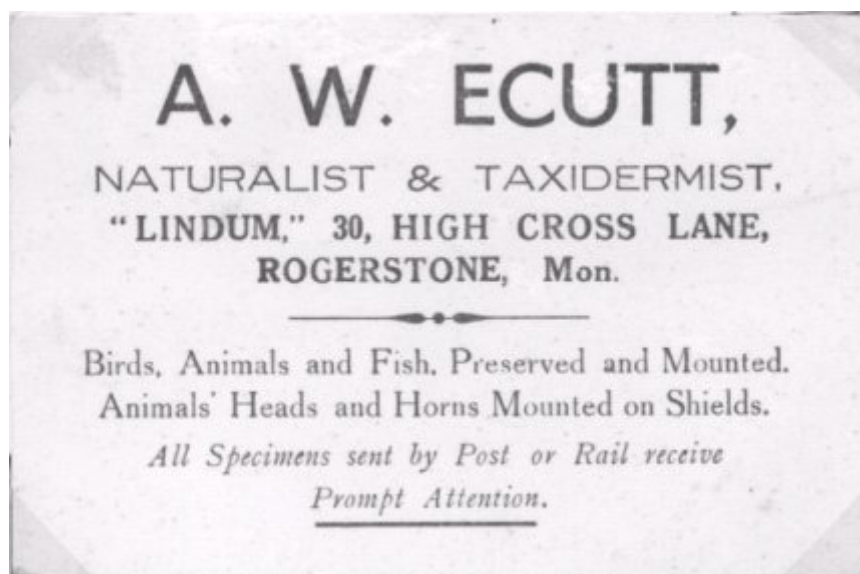 A. W. ECUTT,
NATURALIST & TAXIDERMIST.
"LINDUM," 30, HIGH CROSS LANE,
ROGERSTONE, Mon.
Birds, Animals and Fish, Preserved and Mounted.
Animals' Heads and Horns Mounted on Shields.
All Specimens sent by Post or Rail receive
Prompt Attention.